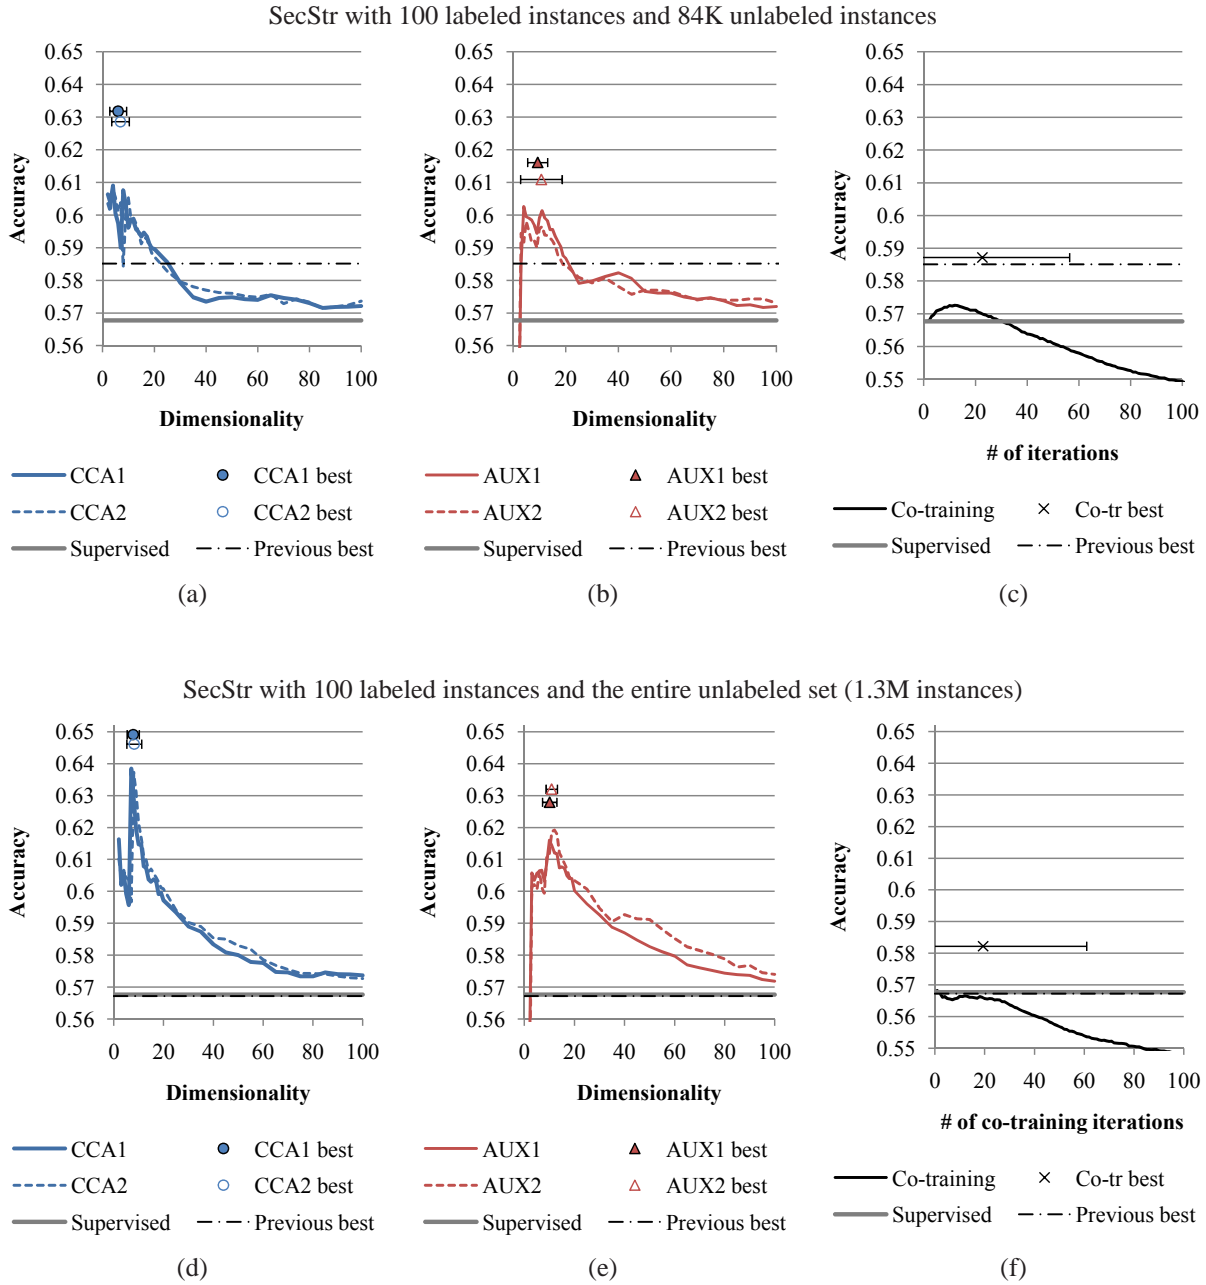 SecStr with 100 labeled instances and 84K unlabeled instances
0.65
0.64
0.63
0.62
0.61
0.6
0.59
0.58
0.57
0.56
Accuracy
0 20 40 60 80 100
Dimensionality
CCA1 CCA1 best
CCA2 CCA2 best
Supervised Previous best
(a)
0.65
0.64
0.63
0.62
0.61
0.6
0.59
0.58
0.57
0.56
Accuracy
0 20 40 60 80 100
Dimensionality
AUX1 AUX1 best
AUX2 AUX2 best
Supervised Previous best
(b)
0.65
0.64
0.63
0.62
0.61
0.6
0.59
0.58
0.57
0.56
0.55
Accuracy
0 20 40 60 80 100
# of iterations
Co-training Co-tr best
Supervised Previous best
(c)
SecStr with 100 labeled instances and the entire unlabeled set (1.3M instances)
0.65
0.64
0.63
0.62
0.61
0.6
0.59
0.58
0.57
0.56
Accuracy
0 20 40 60 80 100
Dimensionality
CCA1 CCA1 best
CCA2 CCA2 best
Supervised Previous best
(d)
0.65
0.64
0.63
0.62
0.61
0.6
0.59
0.58
0.57
0.56
Accuracy
0 20 40 60 80 100
Dimensionality
AUX1 AUX1 best
AUX2 AUX2 best
Supervised Previous best
(e)
0.65
0.64
0.63
0.62
0.61
0.6
0.59
0.58
0.57
0.56
0.55
Accuracy
0 20 40 60 80 100
# of co-training iterations
Co-training Co-tr best
Supervised Previous best
(f)